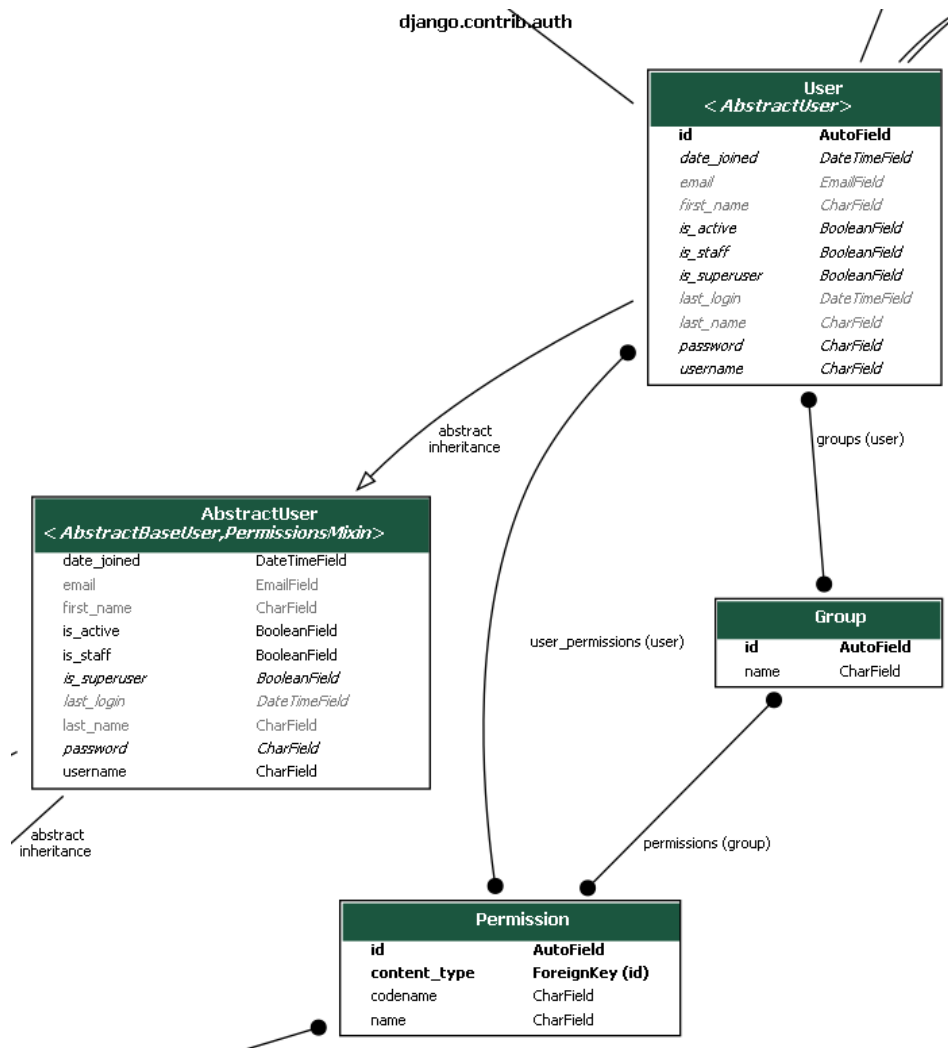 django.contrib.auth
User
<AbstractUser>
id AutoField
date_joined DateTimeField
email EmailField
first_name CharField
is_active BooleanField
is_staff BooleanField
is_superuser BooleanField
last_login DateTimeField
last_name CharField
password CharField
username CharField
abstract
inheritance
groups (user)
AbstractUser
<AbstractBaseUser,PermissionsMixin>
date_joined DateTimeField
email EmailField
first_name CharField
is_active BooleanField
is_staff BooleanField
is_superuser BooleanField
last_login DateTimeField
last_name CharField
password CharField
username CharField
user_permissions (user)
Group
id AutoField
name CharField
abstract
inheritance
permissions (group)
Permission
id AutoField
content_type ForeignKey (id)
codename CharField
name CharField